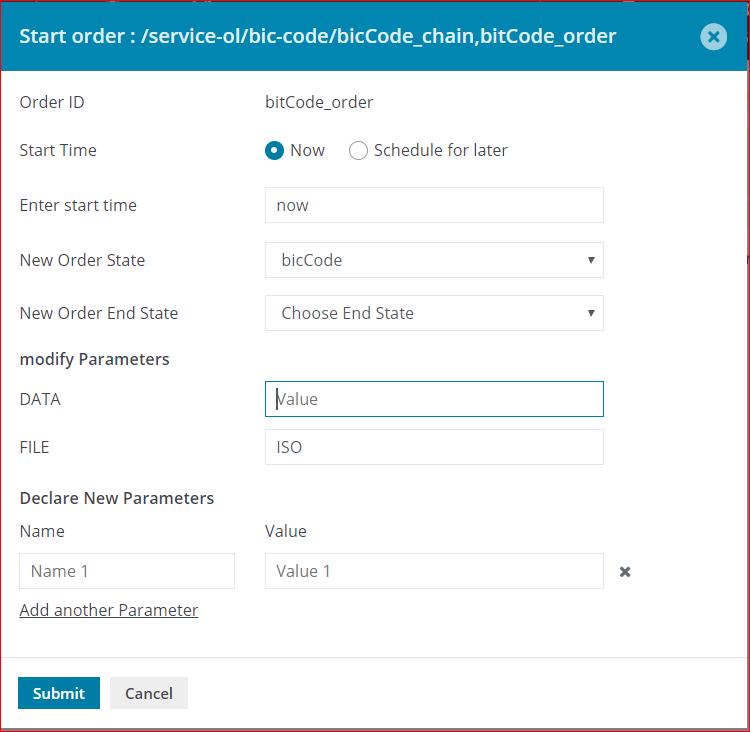 Start order : /service-ol/bic-code/bicCode_chain,bitCode_order
Order ID bitCode_order
Start Time Now Schedule for later
Enter start time now
New Order State bicCode
New Order End State Choose End State
modify Parameters
DATA Value
FILE ISO
Declare New Parameters
Name Value
Name 1 Value 1
Add another Parameter
Submit Cancel